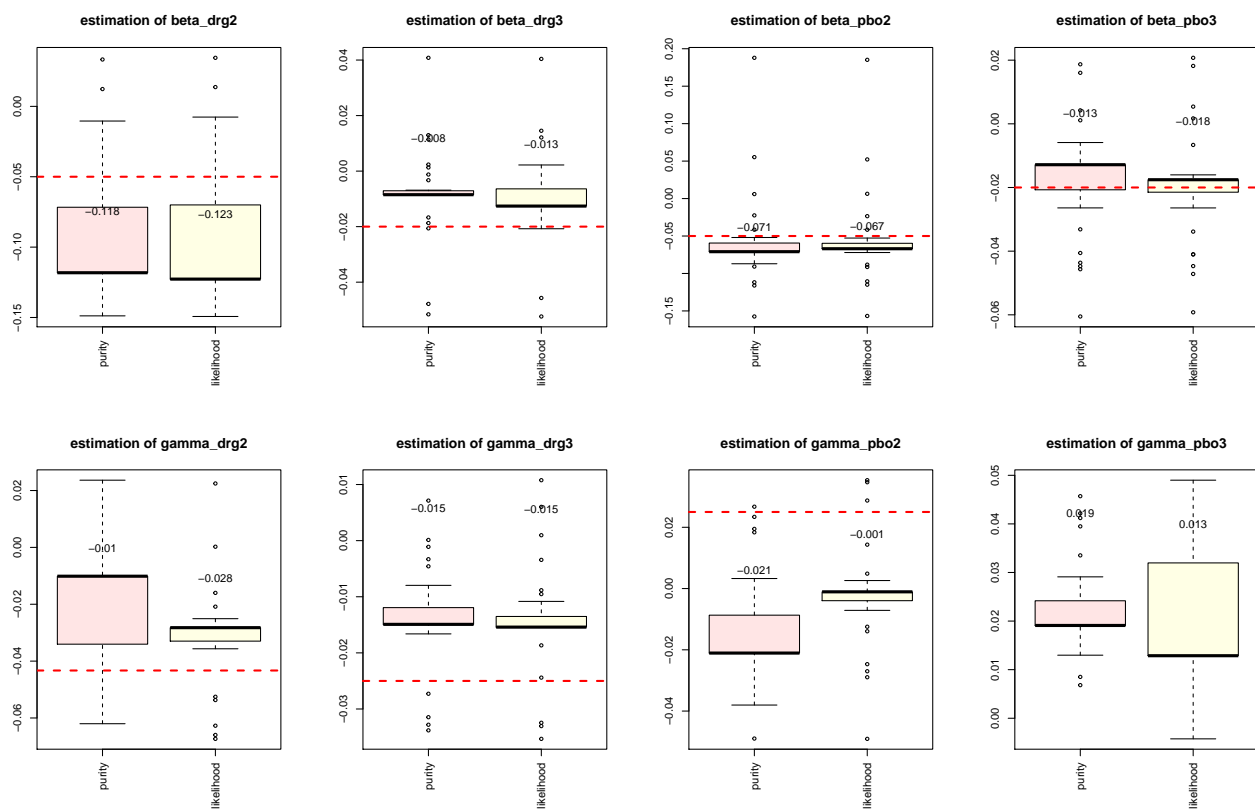 estimation of beta_drg2
0.00
−0.05
−0.10
−0.15
−0.118
−0.123
purity
likelihood
estimation of beta_drg3
0.04
0.02
0.00
−0.02
−0.04
−0.008
−0.013
purity
likelihood
estimation of beta_pbo2
0.20
0.15
0.10
0.05
0.00
−0.05
−0.15
−0.071
−0.067
purity
likelihood
estimation of beta_pbo3
0.02
0.00
−0.02
−0.04
−0.06
−0.013
−0.018
purity
likelihood
estimation of gamma_drg2
0.02
0.00
−0.02
−0.04
−0.06
−0.01
−0.028
purity
likelihood
estimation of gamma_drg3
0.01
0.00
−0.01
−0.02
−0.03
−0.015
−0.015
purity
likelihood
estimation of gamma_pbo2
0.02
0.00
−0.02
−0.04
−0.021
−0.001
purity
likelihood
estimation of gamma_pbo3
0.05
0.04
0.03
0.02
0.01
0.00
0.019
0.013
purity
likelihood